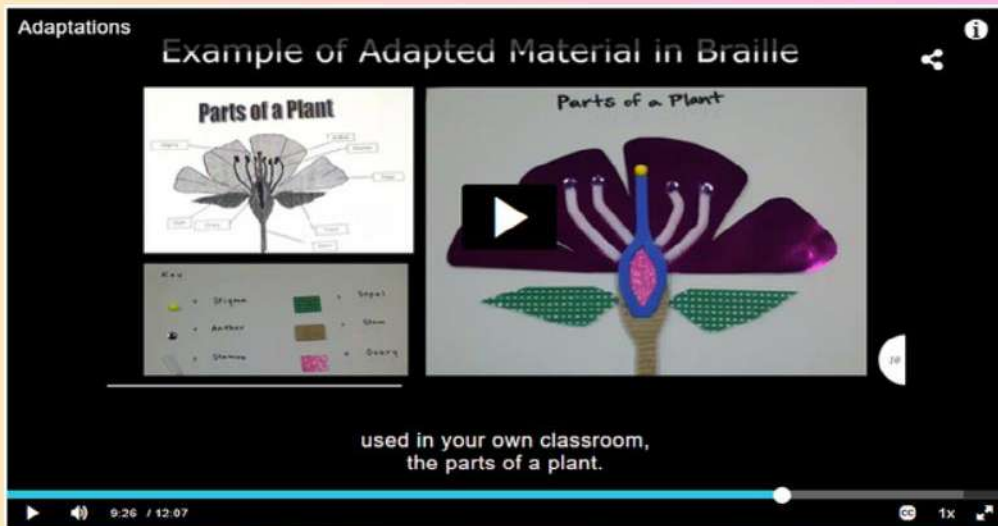 Adaptations
Example of Adapted Material in Braille
Parts of a Plant
Parts of a Plant
Key
= Stigma
= Sepal
= Anther
= Stem
= Stamen
= Ovary
used in your own classroom,
the parts of a plant.
9:26 / 12:07
CC
1x